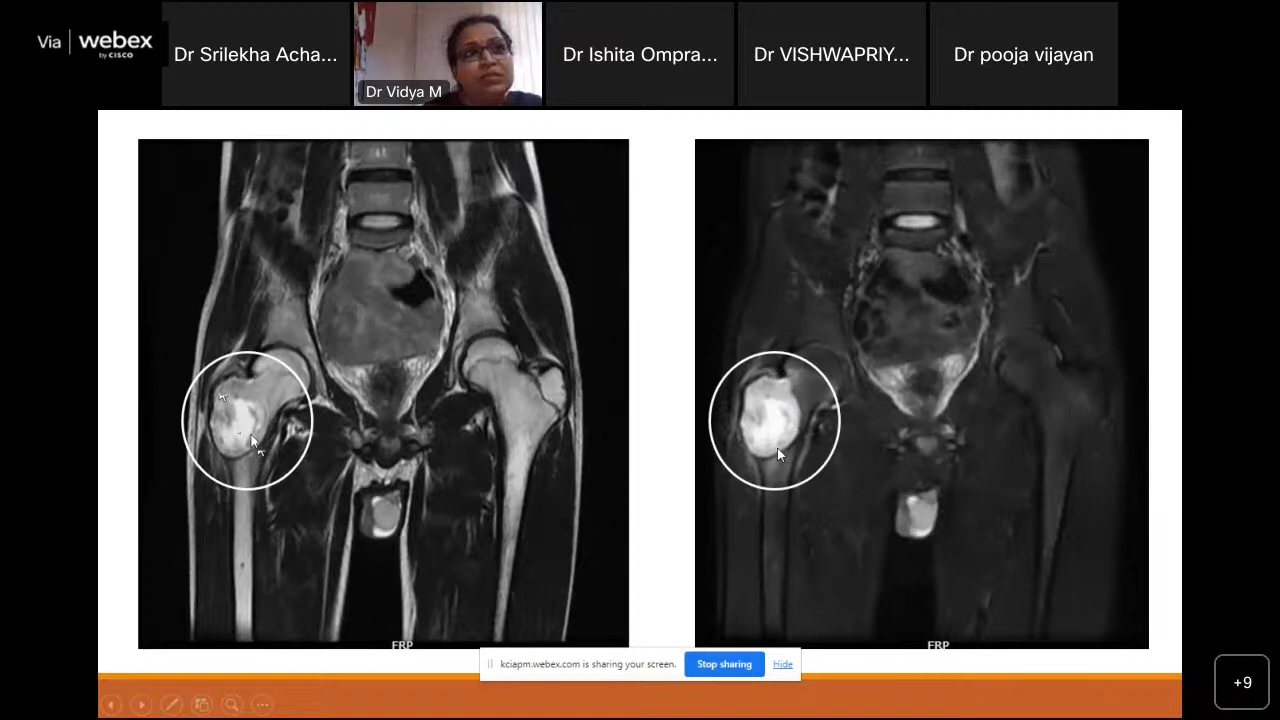 Via webex
by CISCO
Dr Srilekha Acha...
Dr Vidya M
Dr Ishita Ompra...
Dr VISHWAPRIY...
Dr pooja vijayan
FRP
FRP
kciapm.webex.com is sharing your screen.
Stop sharing
Hide
+9